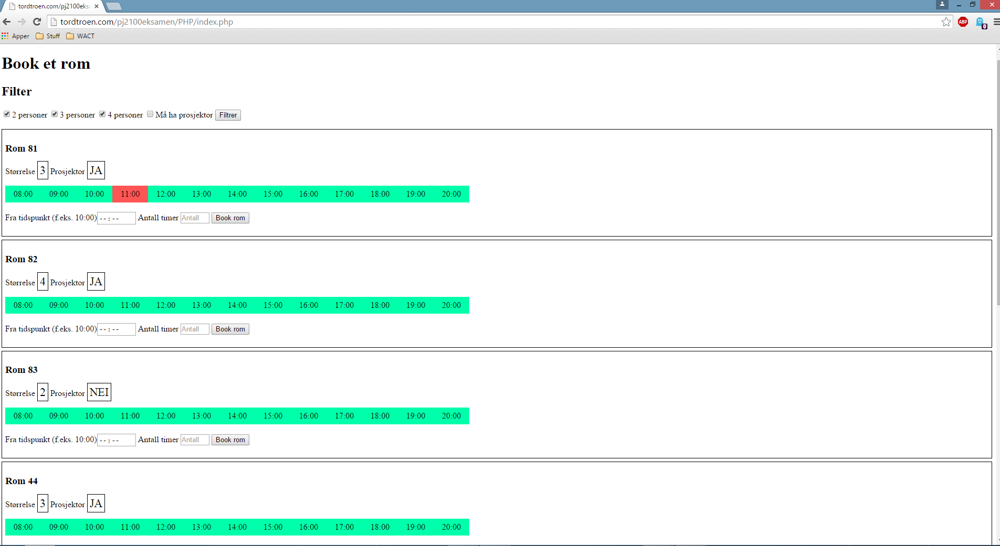 tordtroen.com/pj2100eks
tordtroen.com/pj2100eksamen/PHP/index.php
ABP
0
Apper Stuff WACT
Book et rom
Filter
2 personer 3 personer 4 personer Må ha prosjektor Filtrer
Rom 81
Størrelse 3 Prosjektor JA
08:00 09:00 10:00 11:00 12:00 13:00 14:00 15:00 16:00 17:00 18:00 19:00 20:00
Fra tidspunkt (f.eks. 10:00) --:-- Antall timer Antall Book rom
Rom 82
Størrelse 4 Prosjektor JA
08:00 09:00 10:00 11:00 12:00 13:00 14:00 15:00 16:00 17:00 18:00 19:00 20:00
Fra tidspunkt (f.eks. 10:00) --:-- Antall timer Antall Book rom
Rom 83
Størrelse 2 Prosjektor NEI
08:00 09:00 10:00 11:00 12:00 13:00 14:00 15:00 16:00 17:00 18:00 19:00 20:00
Fra tidspunkt (f.eks. 10:00) --:-- Antall timer Antall Book rom
Rom 44
Størrelse 3 Prosjektor JA
08:00 09:00 10:00 11:00 12:00 13:00 14:00 15:00 16:00 17:00 18:00 19:00 20:00